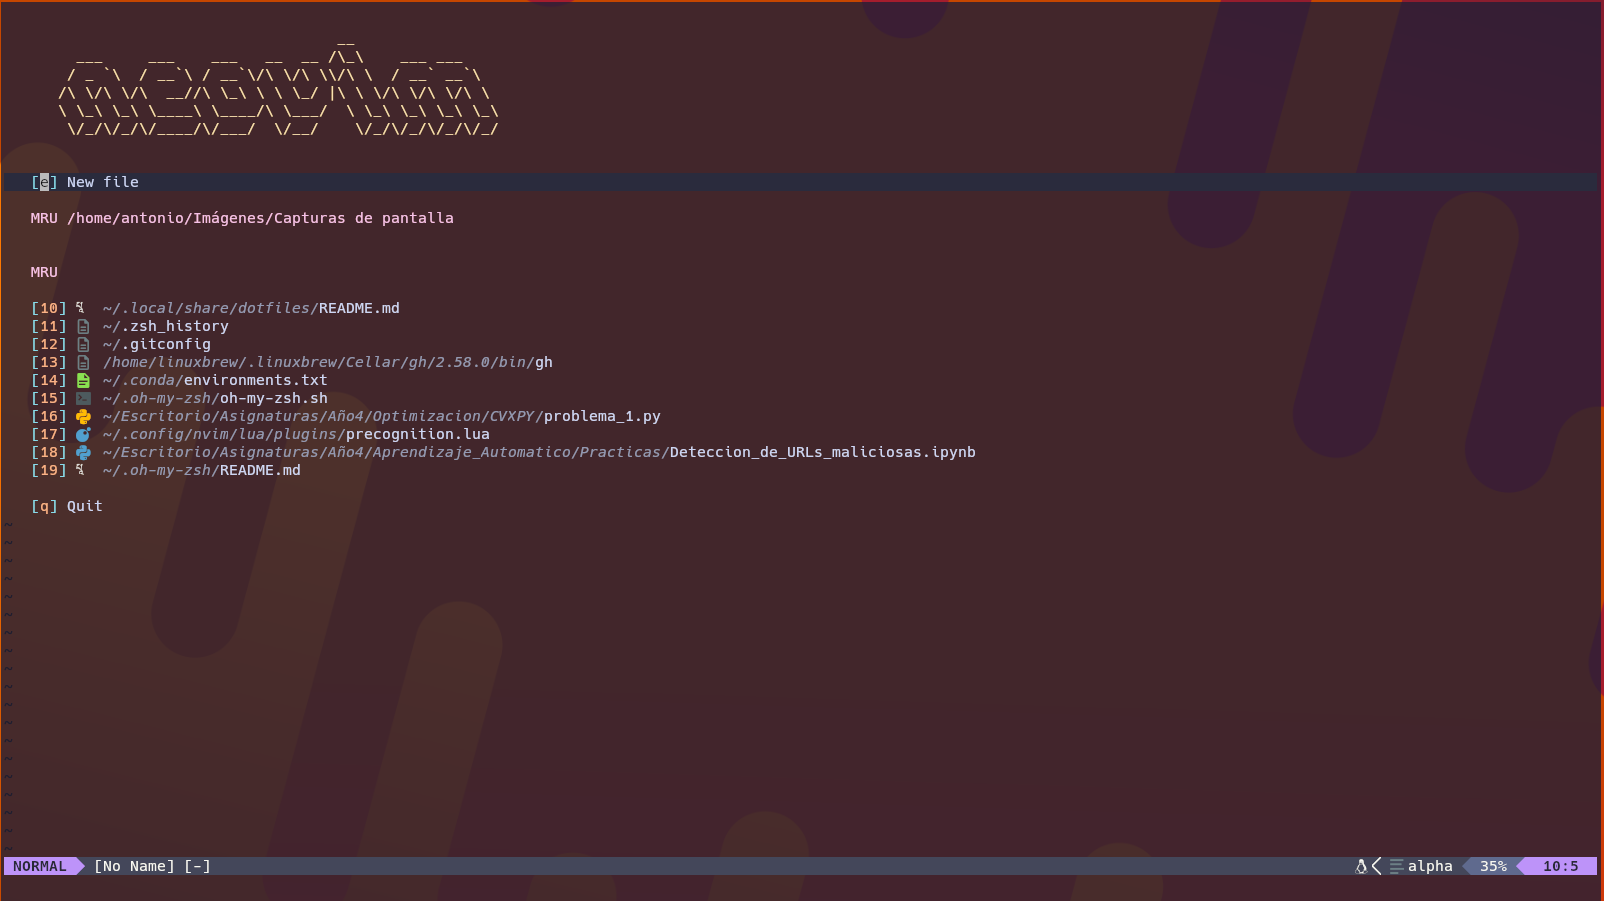 neovim
[e] New file
MRU /home/antonio/Imágenes/Capturas de pantalla
MRU
[10] ~/.local/share/dotfiles/README.md
[11] ~/.zsh_history
[12] ~/.gitconfig
[13] /home/linuxbrew/.linuxbrew/Cellar/gh/2.58.0/bin/gh
[14] ~/.conda/environments.txt
[15] ~/.oh-my-zsh/oh-my-zsh.sh
[16] ~/Escritorio/Asignaturas/Año4/Optimizacion/CVXPY/problema_1.py
[17] ~/.config/nvim/lua/plugins/precognition.lua
[18] ~/Escritorio/Asignaturas/Año4/Aprendizaje_Automatico/Practicas/Deteccion_de_URLs_maliciosas.ipynb
[19] ~/.oh-my-zsh/README.md
[q] Quit
NORMAL [No Name] [-] alpha 35% 10:5